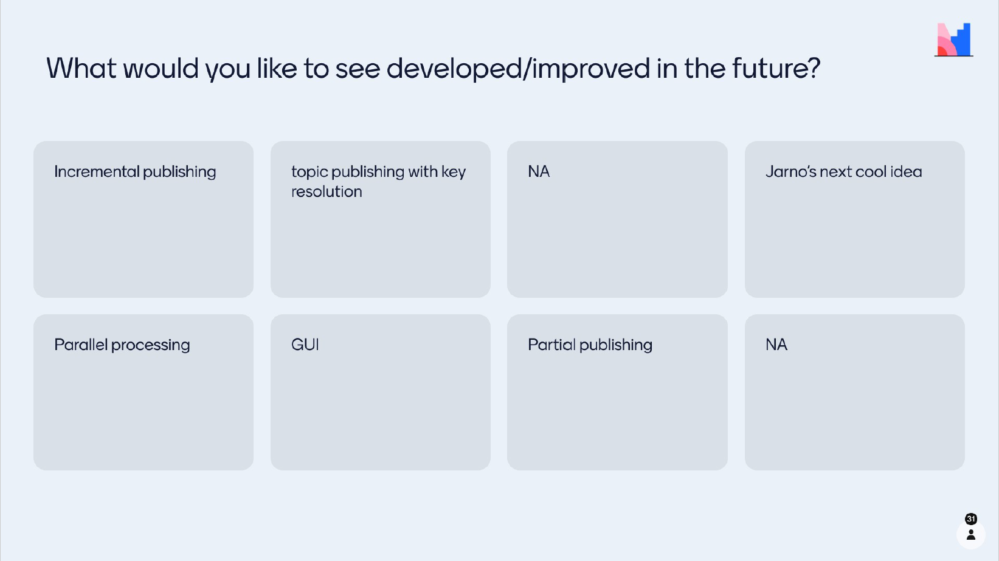 What would you like to see developed/improved in the future?
Incremental publishing
topic publishing with key
resolution
NA
Jarno's next cool idea
Parallel processing
GUI
Partial publishing
NA
31